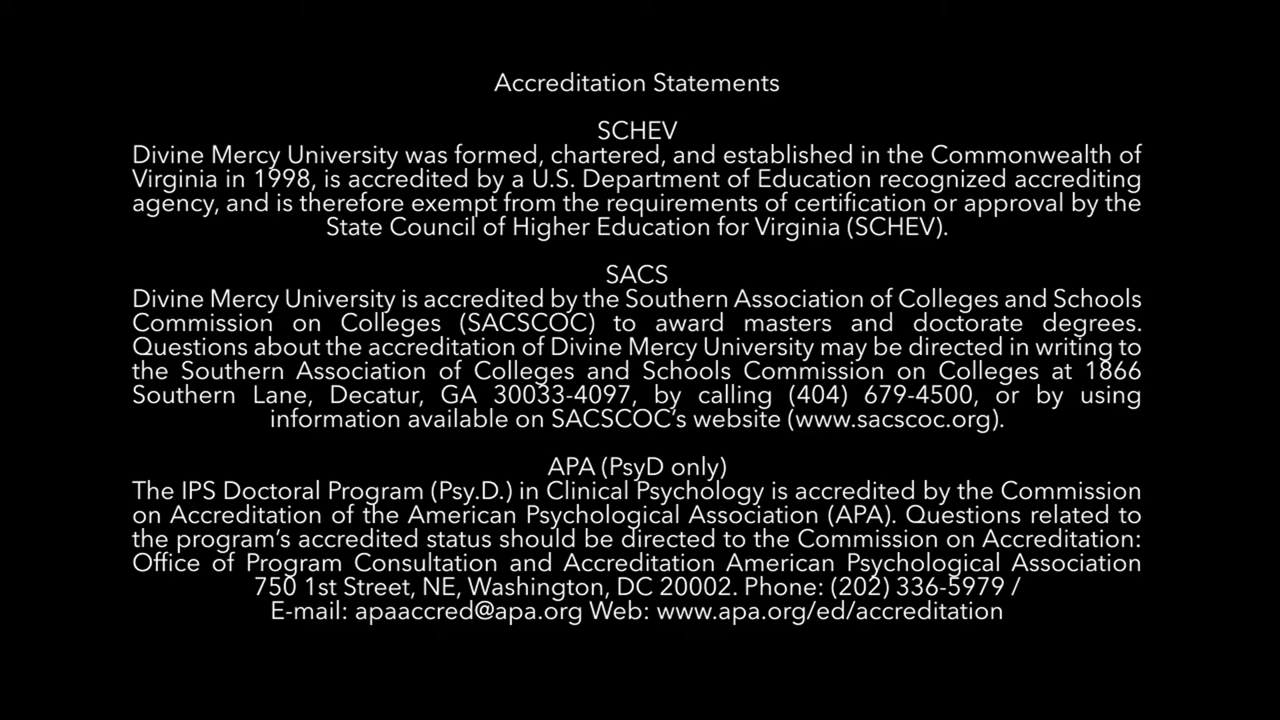 Accreditation Statements
SCHEV
Divine Mercy University was formed, chartered, and established in the Commonwealth of
Virginia in 1998, is accredited by a U.S. Department of Education recognized accrediting
agency, and is therefore exempt from the requirements of certification or approval by the
State Council of Higher Education for Virginia (SCHEV).
SACS
Divine Mercy University is accredited by the Southern Association of Colleges and Schools
Commission on Colleges (SACSCOC) to award masters and doctorate degrees.
Questions about the accreditation of Divine Mercy University may be directed in writing to
the Southern Association of Colleges and Schools Commission on Colleges at 1866
Southern Lane, Decatur, GA 30033-4097, by calling (404) 679-4500, or by using
information available on SACSCOC’s website (www.sacscoc.org).
APA (PsyD only)
The IPS Doctoral Program (Psy.D.) in Clinical Psychology is accredited by the Commission
on Accreditation of the American Psychological Association (APA). Questions related to
the program’s accredited status should be directed to the Commission on Accreditation:
Office of Program Consultation and Accreditation American Psychological Association
750 1st Street, NE, Washington, DC 20002. Phone: (202) 336-5979 /
E-mail: apaaccred@apa.org Web: www.apa.org/ed/accreditation